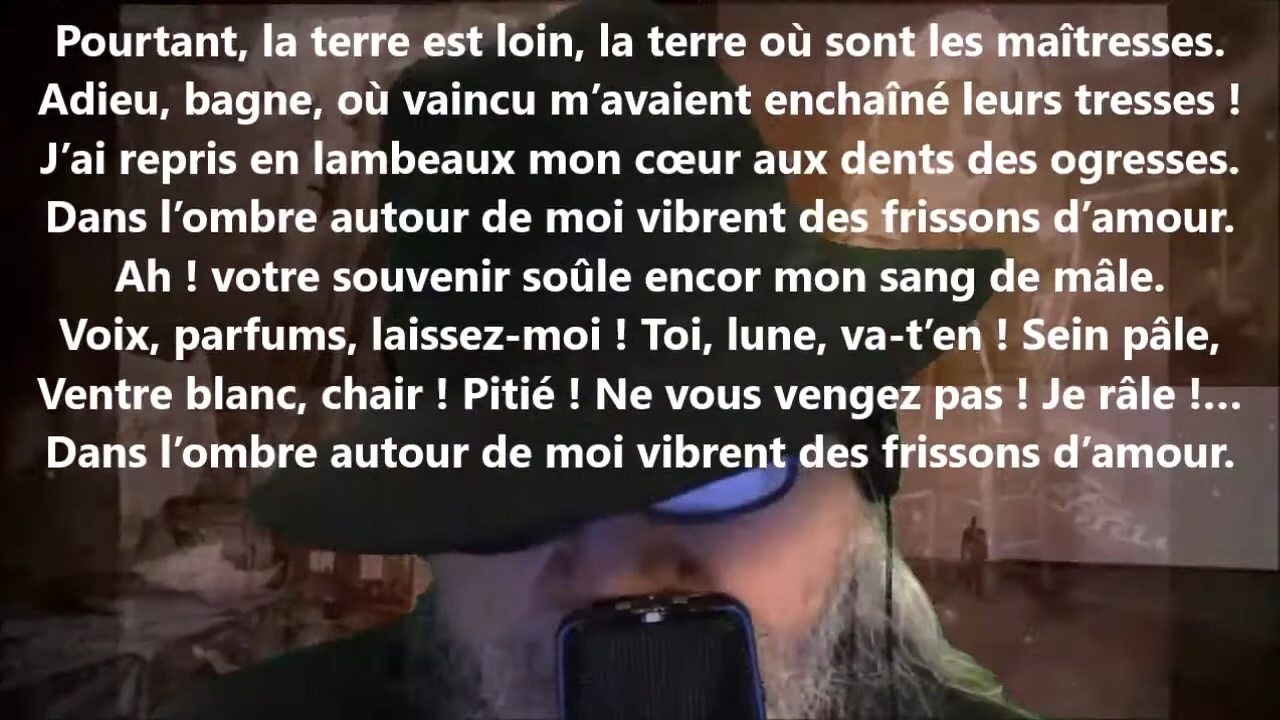 Pourtant, la terre est loin, la terre où sont les maîtresses.
Adieu, bagne, où vaincu m’avaient enchaîné leurs tresses !
J’ai repris en lambeaux mon cœur aux dents des ogresses.
Dans l’ombre autour de moi vibrent des frissons d’amour.
Ah ! votre souvenir soûle encor mon sang de mâle.
Voix, parfums, laissez-moi ! Toi, lune, va-t’en ! Sein pâle,
Ventre blanc, chair ! Pitié ! Ne vous vengez pas ! Je râle !...
Dans l’ombre autour de moi vibrent des frissons d’amour.